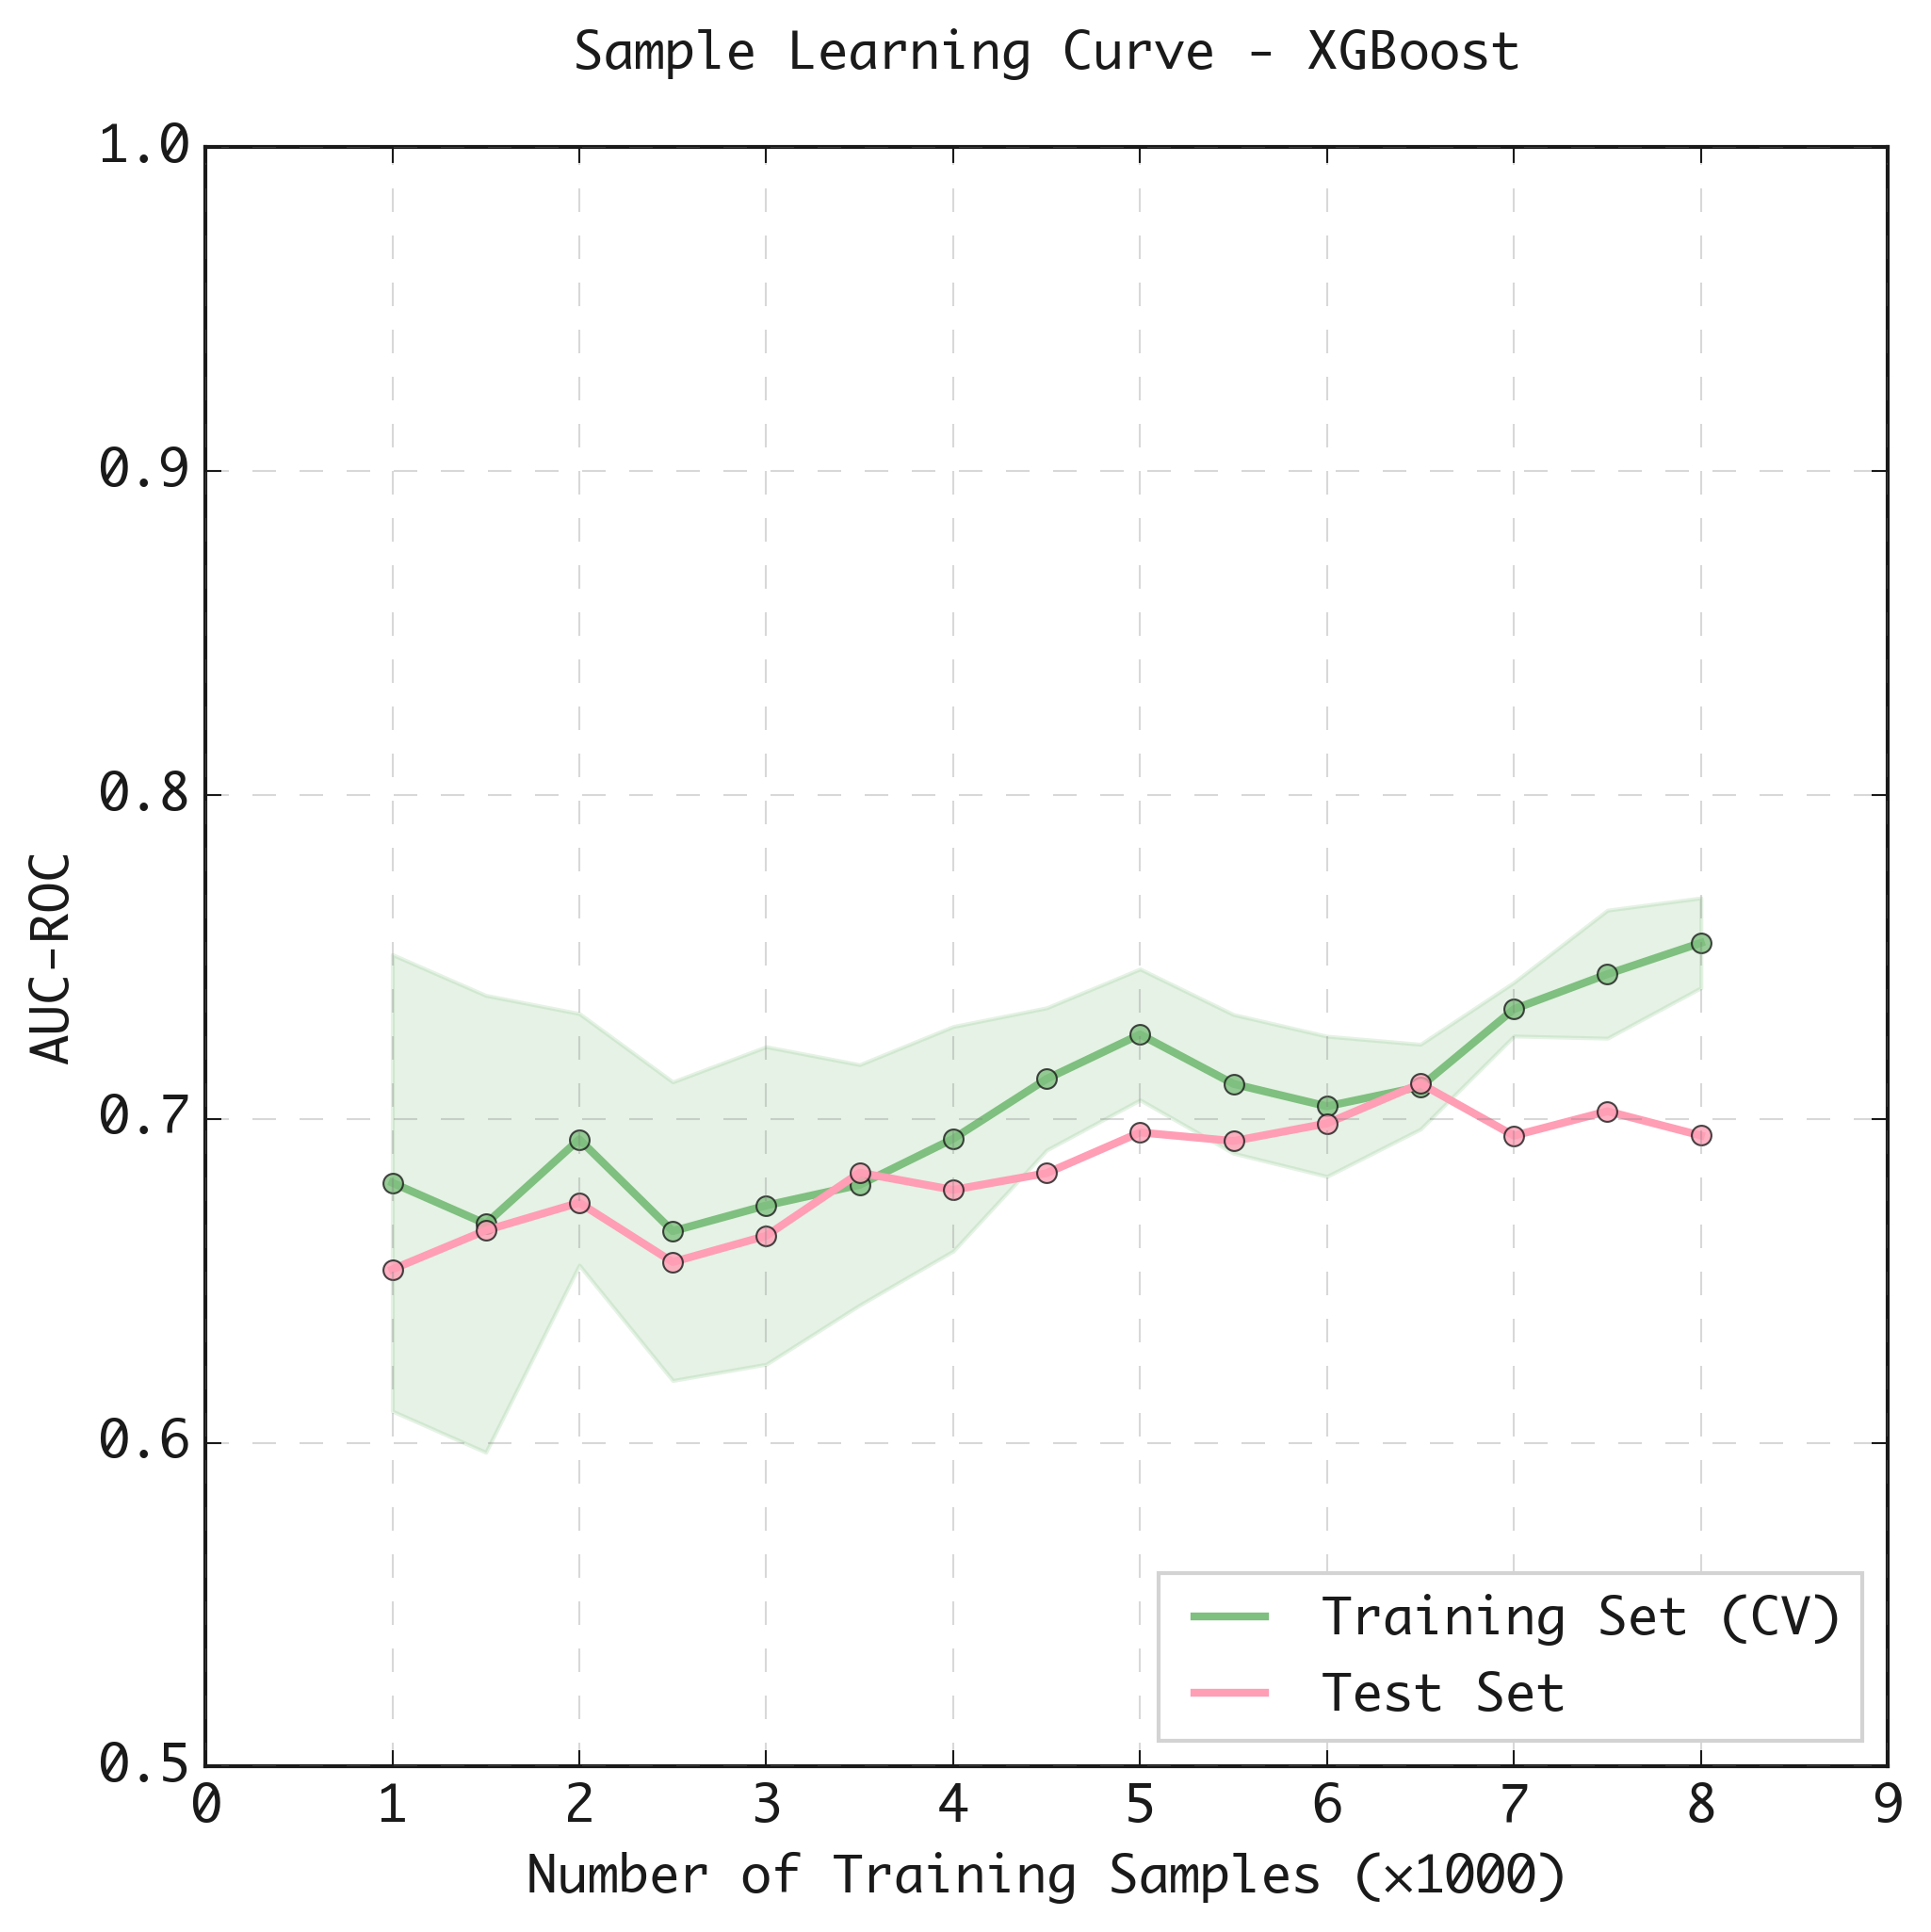 Sample Learning Curve - XGBoost
1.0
0.9
0.8
0.7
0.6
0.5
AUC-ROC
Training Set (CV)
Test Set
0 1 2 3 4 5 6 7 8 9
Number of Training Samples (×1000)